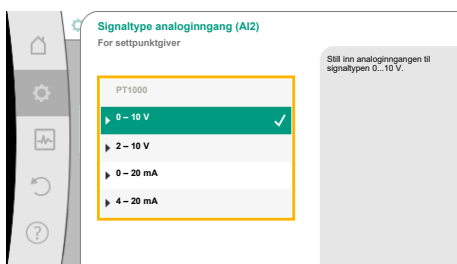 Signaltype analoginngang (AI2)
For settpunktgiver
Still inn analoginngangen til
signaltypen 0...10 V.
PT1000
0 – 10 V
2 – 10 V
0 – 20 mA
4 – 20 mA
?